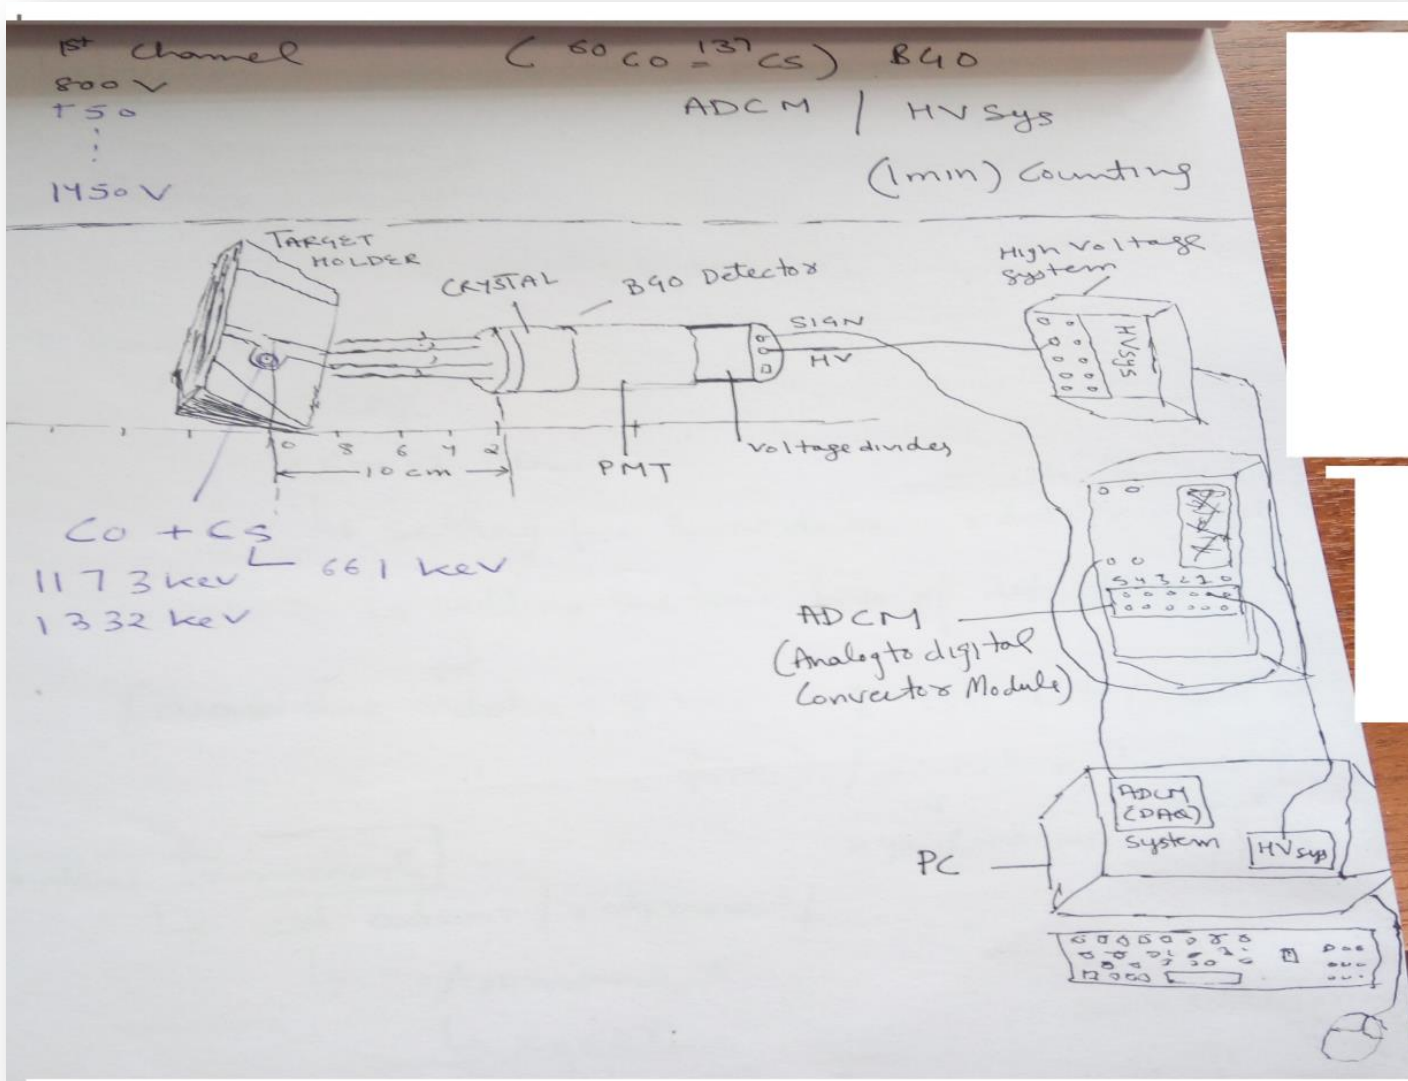 1st Channel
800 V
+50
1450 V
(60Co - 137Cs) BGO
ADCM | HV Sys
(1min) Counting
TARGET
HOLDER
CRYSTAL
BGO Detector
SIGN
HV
High Voltage
System
HVSys
0 8 6 4 2
10 cm
PMT
Voltage divides
Co + Cs
1173 kev
661 keV
1332 keV
5 4 3 2 1 0
ADCM
(Analog to digital
Convertor Module)
ADCM
(DAQ)
System
HVSys
PC